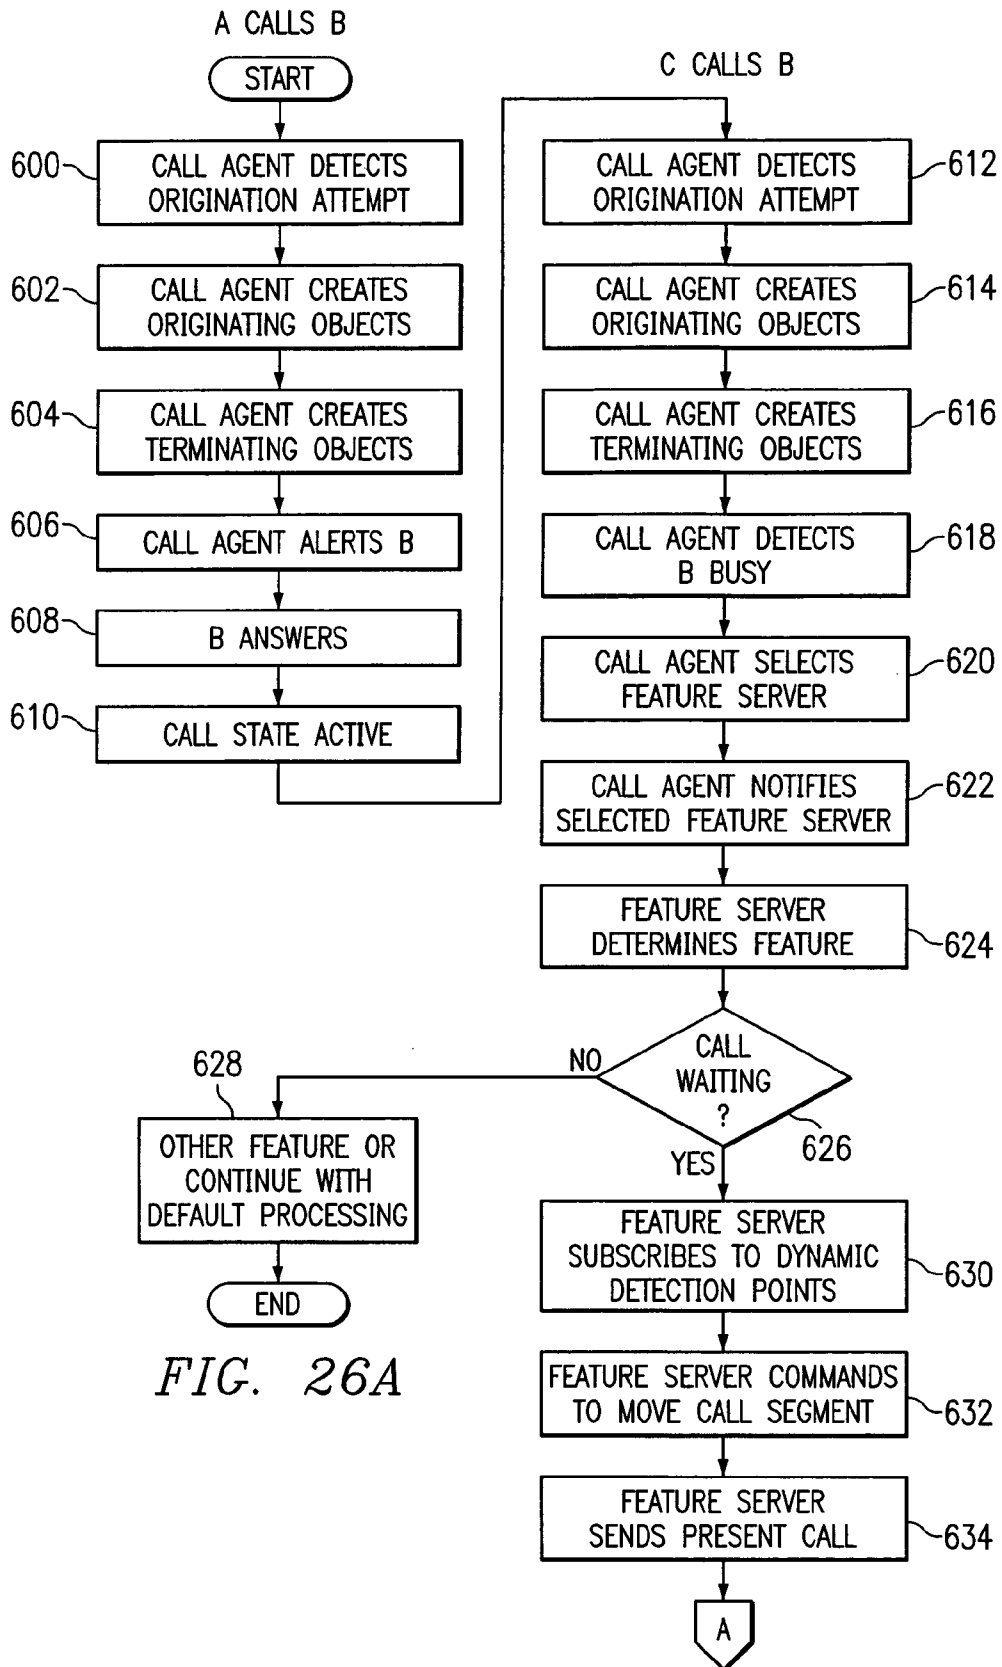 A CALLS B
START
600
CALL AGENT DETECTS
ORIGINATION ATTEMPT
602
CALL AGENT CREATES
ORIGINATING OBJECTS
604
CALL AGENT CREATES
TERMINATING OBJECTS
606
CALL AGENT ALERTS B
608
B ANSWERS
610
CALL STATE ACTIVE
C CALLS B
CALL AGENT DETECTS
ORIGINATION ATTEMPT
612
CALL AGENT CREATES
ORIGINATING OBJECTS
614
CALL AGENT CREATES
TERMINATING OBJECTS
616
CALL AGENT DETECTS
B BUSY
618
CALL AGENT SELECTS
FEATURE SERVER
620
CALL AGENT NOTIFIES
SELECTED FEATURE SERVER
622
FEATURE SERVER
DETERMINES FEATURE
624
CALL
WAITING
?
626
NO
628
OTHER FEATURE OR
CONTINUE WITH
DEFAULT PROCESSING
END
YES
FEATURE SERVER
SUBSCRIBES TO DYNAMIC
DETECTION POINTS
630
FEATURE SERVER COMMANDS
TO MOVE CALL SEGMENT
632
FEATURE SERVER
SENDS PRESENT CALL
634
A
FIG. 26A